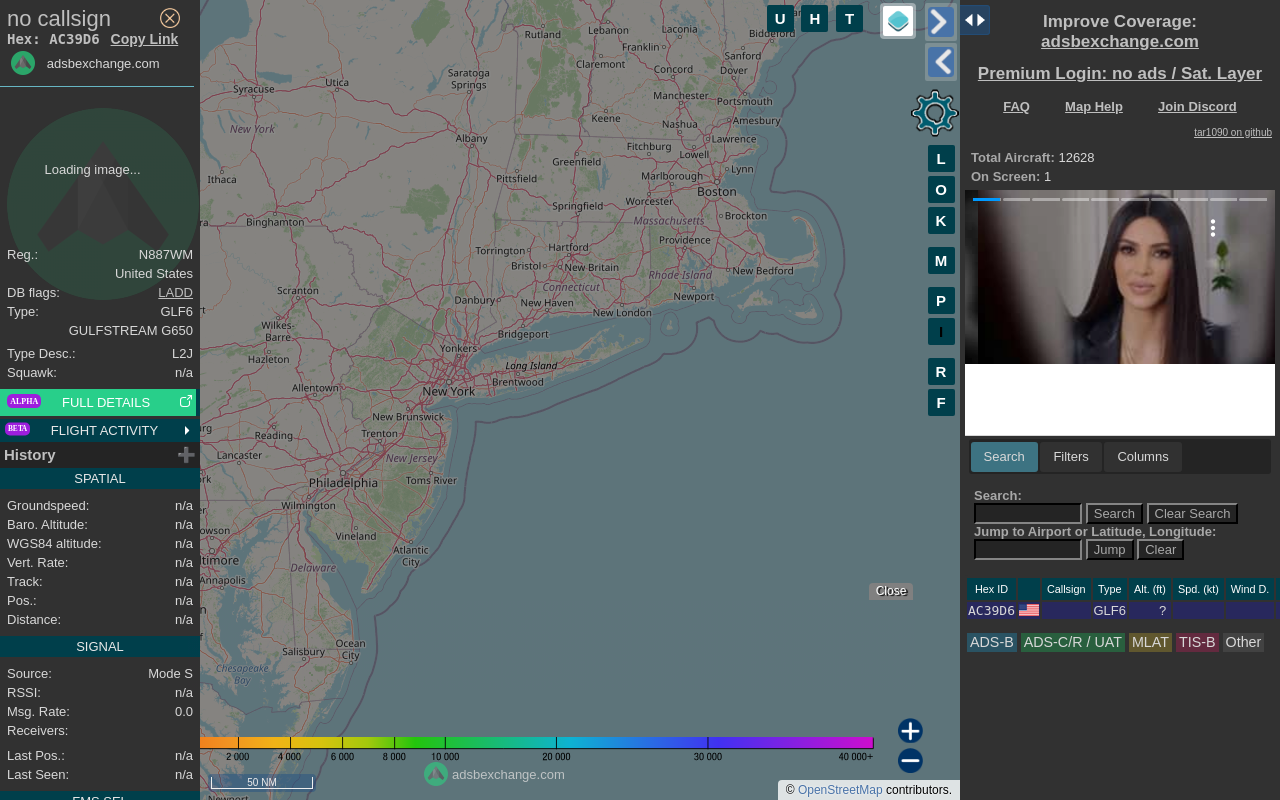 no callsign
Hex: AC39D6 Copy Link
adsbexchange.com
Loading image...
Reg.: N887WM
United States
DB flags: LADD
Type: GLF6
GULFSTREAM G650
Type Desc.: L2J
Squawk: n/a
ALPHA FULL DETAILS
BETA FLIGHT ACTIVITY
History
SPATIAL
Groundspeed: n/a
Baro. Altitude: n/a
WGS84 altitude: n/a
Vert. Rate: n/a
Track: n/a
Pos.: n/a
Distance: n/a
SIGNAL
Source: Mode S
RSSI: n/a
Msg. Rate: 0.0
Receivers:
Last Pos.: n/a
Last Seen: n/a
FMS SEL
U H T
L
O
K
M
P
I
R
F
Rutland
Lebanon
Laconia
Biddeford
Franklin
Sanford
Claremont
Concord
Dover
Utica
Saratoga
Springs
Syracuse
Manchester
Portsmouth
Keene
Nashua
Amesbury
New York
Albany
Lawrence
Fitchburg
Lowell
Greenfield
Lynn
Ithaca
Pittsfield
Marlborough
Boston
Worcester
Springfield
Massachusetts
Brockton
Binghamton
Torrington
Hartford
Providence
Bristol
New Britain
Rhode Island
New Bedford
Connecticut
Scranton
Danbury
New Haven
New London
Newport
Wilkes-
Barre
Bridgeport
Yonkers
Hazleton
Long Island
Brentwood
Allentown
New York
New Brunswick
Reading
Trenton
Lancaster
New Jersey
Philadelphia
Toms River
Wilmington
Vineland
Atlantic
City
Annapolis
Delaware
Ocean
City
Salisbury
Chesapeake
Bay
Newport
Close
2 000 4 000 6 000 8 000 10 000 20 000 30 000 40 000+
50 NM
adsbexchange.com
© OpenStreetMap contributors.
Improve Coverage:
adsbexchange.com
Premium Login: no ads / Sat. Layer
FAQ Map Help Join Discord
tar1090 on github
Total Aircraft: 12628
On Screen: 1
Search Filters Columns
Search:
Search Clear Search
Jump to Airport or Latitude, Longitude:
Jump Clear
Hex ID Callsign Type Alt. (ft) Spd. (kt) Wind D.
AC39D6 GLF6 ?
ADS-B ADS-C/R / UAT MLAT TIS-B Other